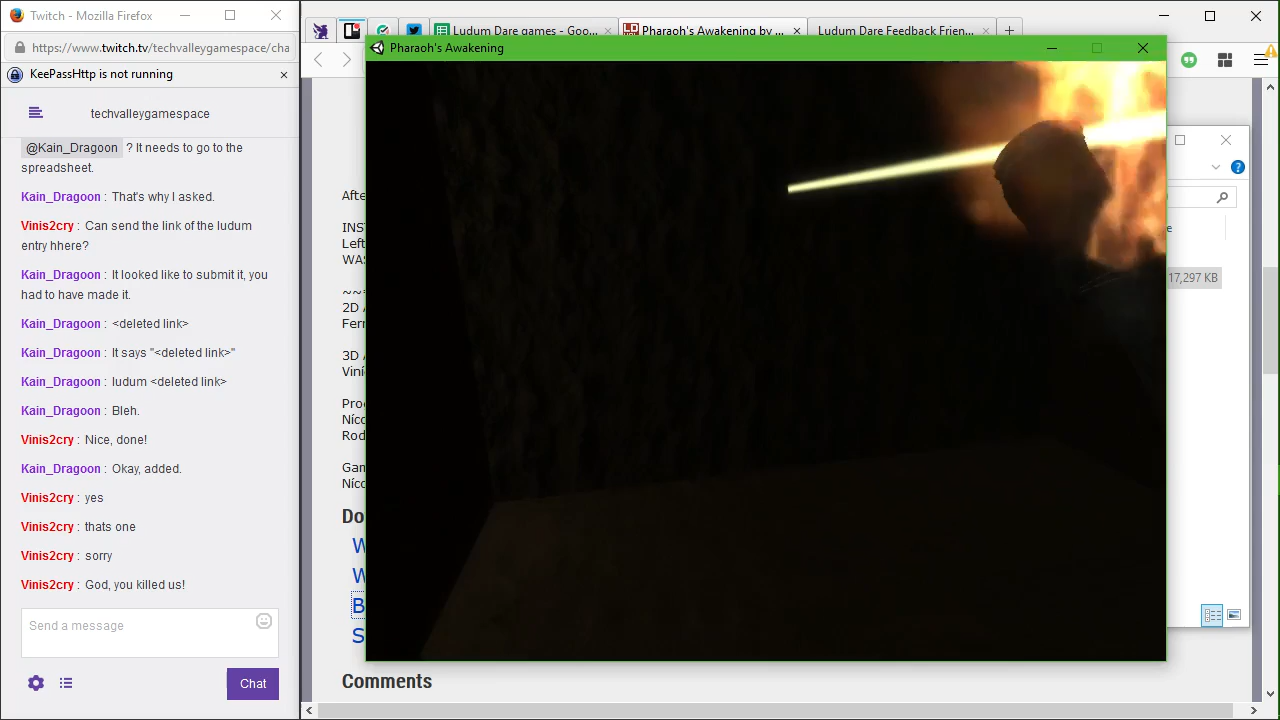 Twitch - Mozilla Firefox
https://www.twitch.tv/techvalleygamespace/cha
KeePassHttp is not running
techvalleygamespace
@Kain_Dragoon ? It needs to go to the
spreadsheet.
Kain_Dragoon : That's why I asked.
Vinis2cry : Can send the link of the ludum
entry hhere?
Kain_Dragoon : It looked like to submit it, you
had to have made it.
Kain_Dragoon : <deleted link>
Kain_Dragoon : It says "<deleted link>"
Kain_Dragoon : ludum <deleted link>
Kain_Dragoon : Bleh.
Vinis2cry : Nice, done!
Kain_Dragoon : Okay, added.
Vinis2cry : yes
Vinis2cry : thats one
Vinis2cry : sorry
Vinis2cry : God, you killed us!
Send a message
Chat
Ludum Dare games - Goo...
Pharaoh's Awakening by ...
Ludum Dare Feedback Frien...
Pharaoh's Awakening
Afte
INS
Left
WAS
~~
2D
Ferr
3D
Viní
Pro
Níc
Rod
Gam
Níc
Do
W
W
B
S
Comments
e
17,297 KB